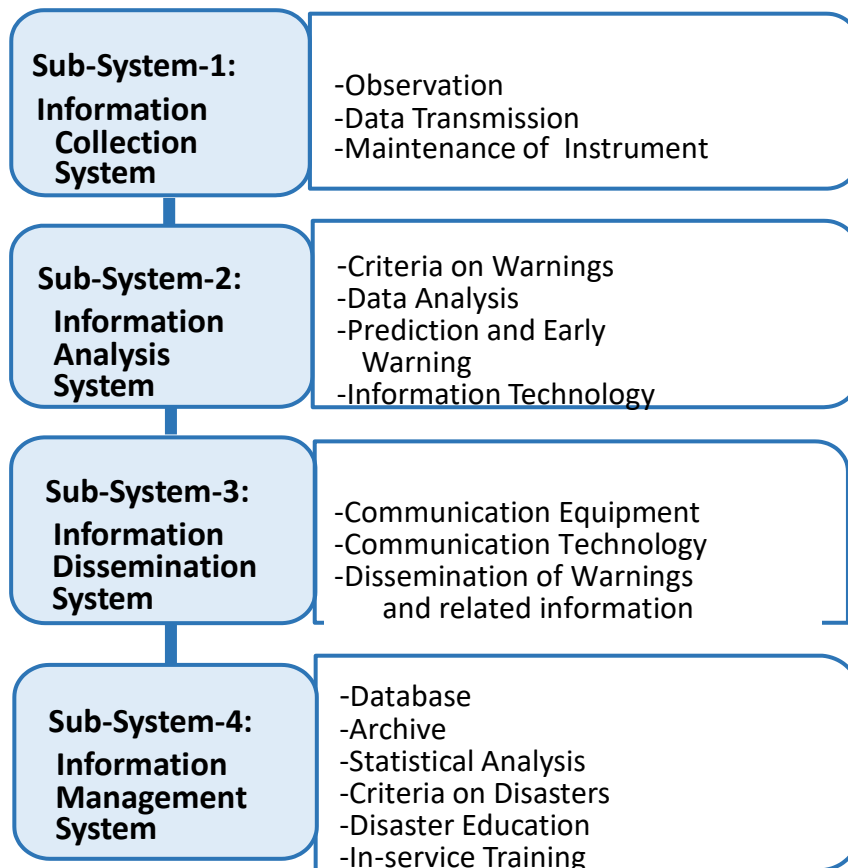 Sub-System-1:
Information
Collection
System
-Observation
-Data Transmission
-Maintenance of Instrument
Sub-System-2:
Information
Analysis
System
-Criteria on Warnings
-Data Analysis
-Prediction and Early
Warning
-Information Technology
Sub-System-3:
Information
Dissemination
System
-Communication Equipment
-Communication Technology
-Dissemination of Warnings
and related information
Sub-System-4:
Information
Management
System
-Database
-Archive
-Statistical Analysis
-Criteria on Disasters
-Disaster Education
-In-service Training